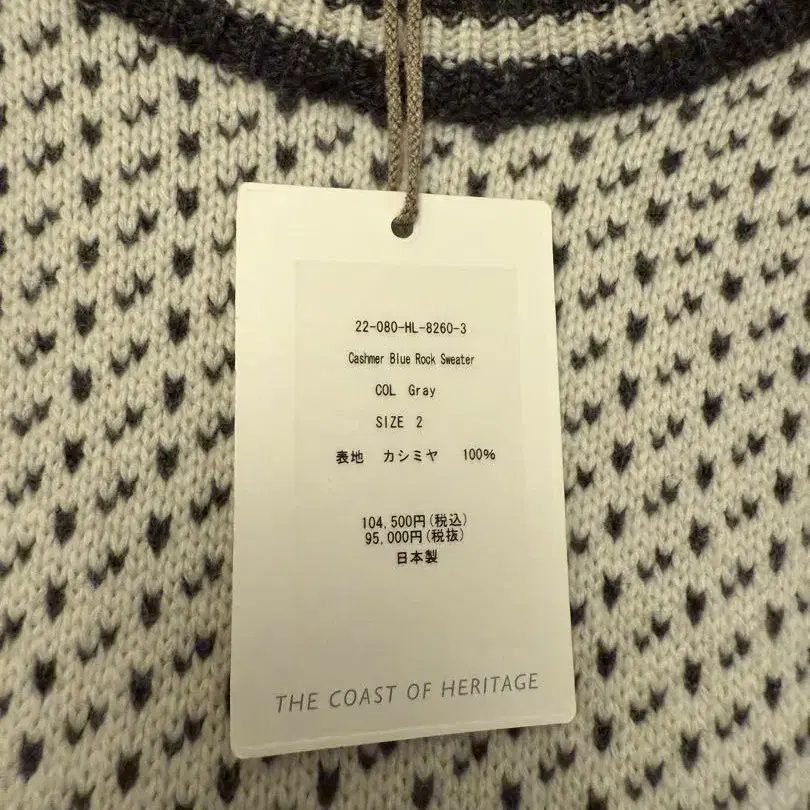 22-080-HL-8260-3
Cashmer Blue Rock Sweater
COL Gray
SIZE 2
表地 カシミヤ 100%
104,500円(税込)
95,000円(税抜)
日本製
THE COAST OF HERITAGE